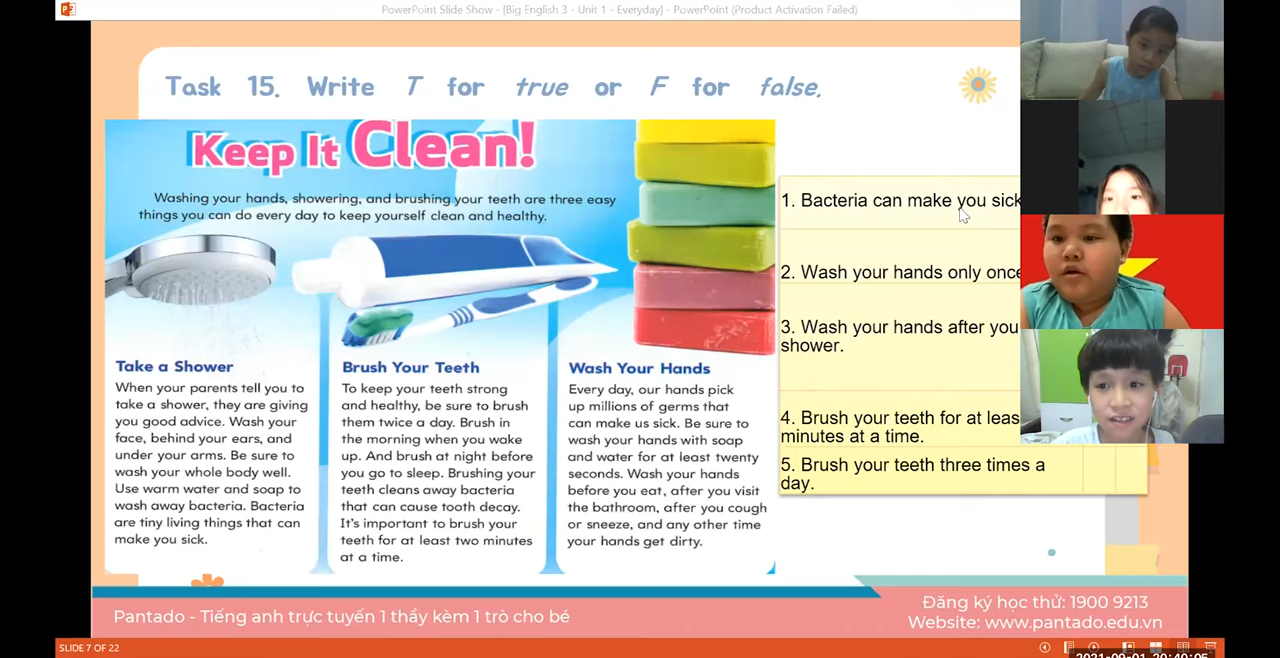 PowerPoint Slide Show - [Big English 3 - Unit 1 - Everyday] - PowerPoint (Product Activation Failed)
Task 15. Write T for true or F for false.
Keep It Clean!
Washing your hands, showering, and brushing your teeth are three easy
things you can do every day to keep yourself clean and healthy.
Take a Shower
When your parents tell you to
take a shower, they are giving
you good advice. Wash your
face, behind your ears, and
under your arms. Be sure to
wash your whole body well.
Use warm water and soap to
wash away bacteria. Bacteria
are tiny living things that can
make you sick.
Brush Your Teeth
To keep your teeth strong
and healthy, be sure to brush
them twice a day. Brush in
the morning when you wake
up. And brush at night before
you go to sleep. Brushing your
teeth cleans away bacteria
that can cause tooth decay.
It's important to brush your
teeth for at least two minutes
at a time.
Wash Your Hands
Every day, our hands pick
up millions of germs that
can make us sick. Be sure to
wash your hands with soap
and water for at least twenty
seconds. Wash your hands
before you eat, after you visit
the bathroom, after you cough
or sneeze, and any other time
your hands get dirty.
1. Bacteria can make you sick
2. Wash your hands only once
3. Wash your hands after you
shower.
4. Brush your teeth for at least
minutes at a time.
5. Brush your teeth three times a
day.
Pantado - Tiếng anh trực tuyến 1 thầy kèm 1 trò cho bé
Đăng ký học thử: 1900 9213
Website: www.pantado.edu.vn
SLIDE 7 OF 22
2021-09-01 20:40:05